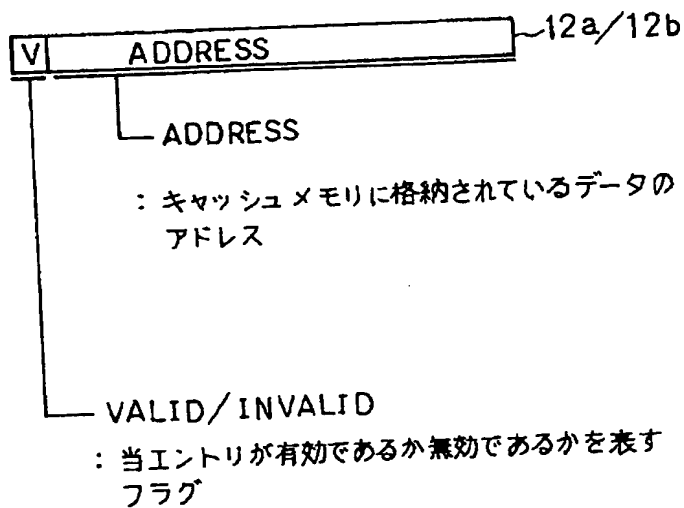 V ADDRESS 12a/12b
ADDRESS
：キャッシュメモリに格納されているデータの
アドレス
VALID/INVALID
：当エントリが有効であるか無効であるかを表す
フラグ